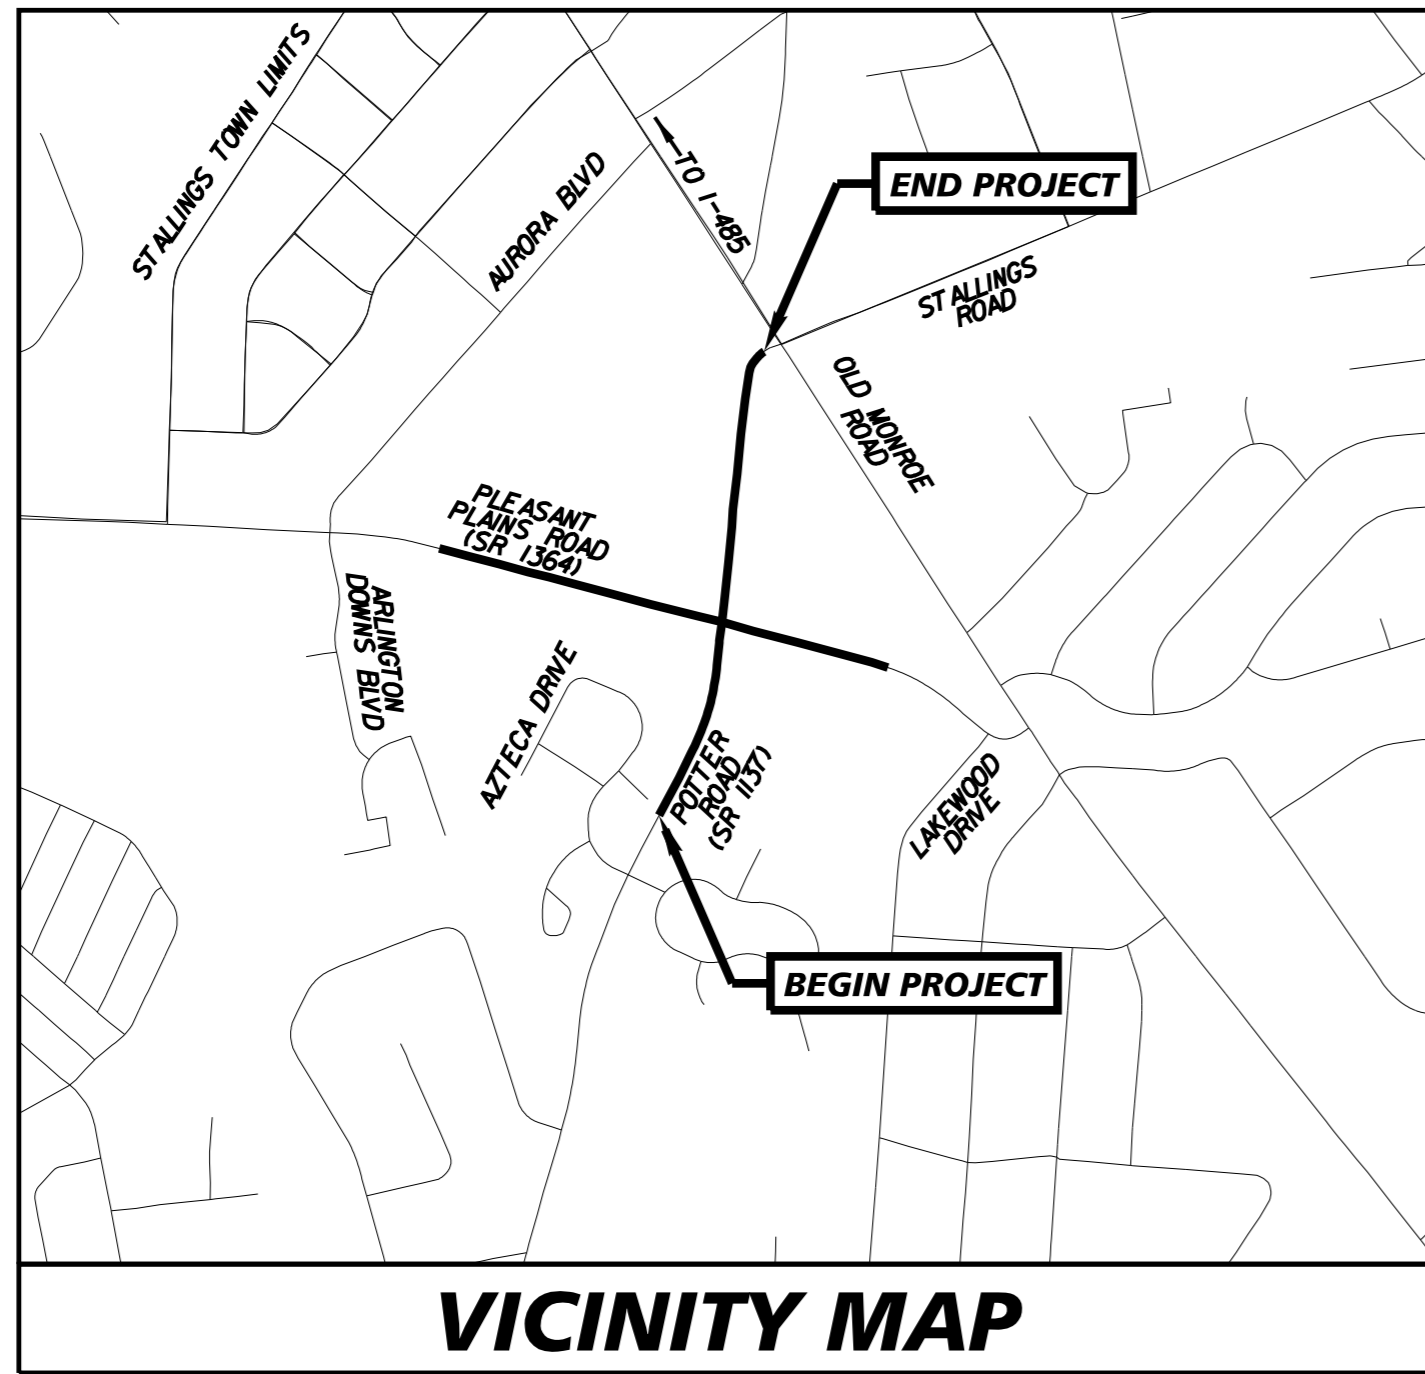 STALLINGS TOWN LIMITS
AURORA BLVD
TO I-485
END PROJECT
STALLINGS
ROAD
OLD MONROE
ROAD
PLEASANT
PLAINS ROAD
(SR 1364)
ARLINGTON
DOWNS BLVD
AZTECA DRIVE
POTTER
ROAD
(SR 1137)
LAKEWOOD
DRIVE
BEGIN PROJECT
VICINITY MAP